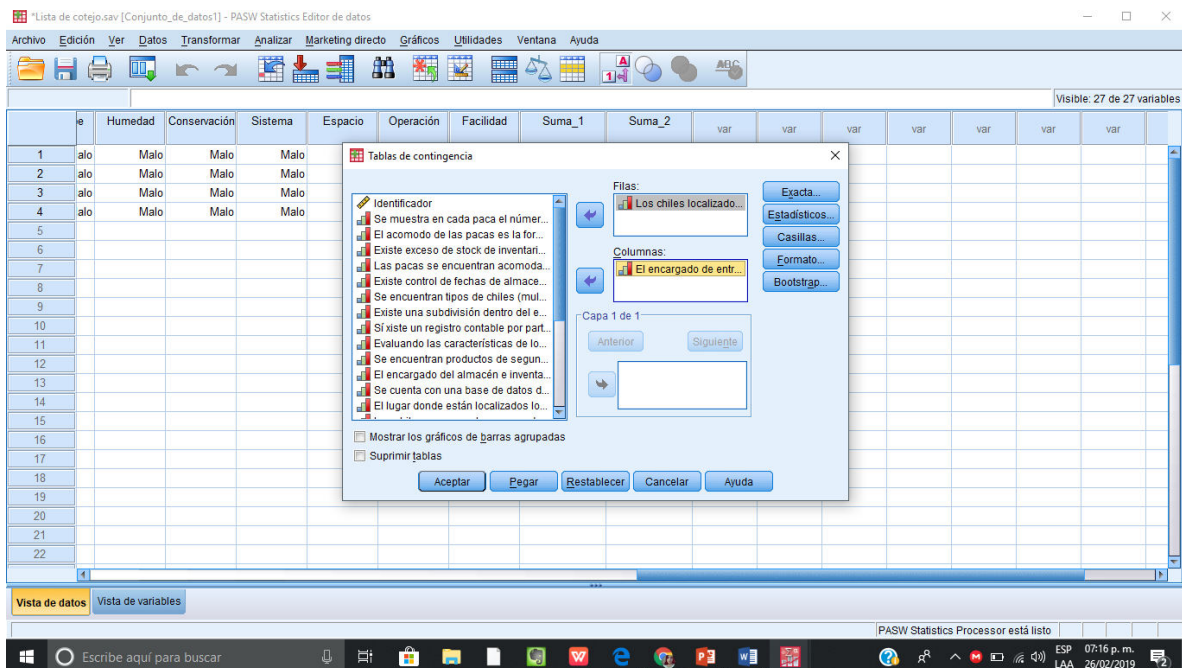 *Lista de cotejo.sav [Conjunto_de_datos1] - PASW Statistics Editor de datos
Archivo Edición Ver Datos Transformar Analizar Marketing directo Gráficos Utilidades Ventana Ayuda
Visible: 27 de 27 variables
Humedad Conservación Sistema Espacio Operación Facilidad Suma_1 Suma_2 var var var var var var var
1 alo Malo Malo Malo
2 alo Malo Malo Malo
3 alo Malo Malo Malo
4 alo Malo Malo Malo
5
6
7
8
9
10
11
12
13
14
15
16
17
18
19
20
21
22
Tablas de contingencia
Identificador
Se muestra en cada paca el númer...
El acomodo de las pacas es la for...
Existe exceso de stock de inventari...
Las pacas se encuentran acomoda...
Existe control de fechas de almace...
Se encuentran tipos de chiles (mul...
Existe una subdivisión dentro del e...
Sí xiste un registro contable por part...
Evaluando las características de lo...
Se encuentran productos de segun...
El encargado del almacén e inventa...
Se cuenta con una base de datos d...
El lugar donde están localizados lo...
Filas:
Los chiles localizado...
Columnas:
El encargado de entr...
Capa 1 de 1
Anterior Siguiente
Exacta...
Estadísticos...
Casillas...
Formato...
Bootstrap...
Mostrar los gráficos de barras agrupadas
Suprimir tablas
Aceptar Pegar Restablecer Cancelar Ayuda
Vista de datos Vista de variables
PASW Statistics Processor está listo
Escribe aquí para buscar
ESP 07:16 p. m.
LAA 26/02/2019